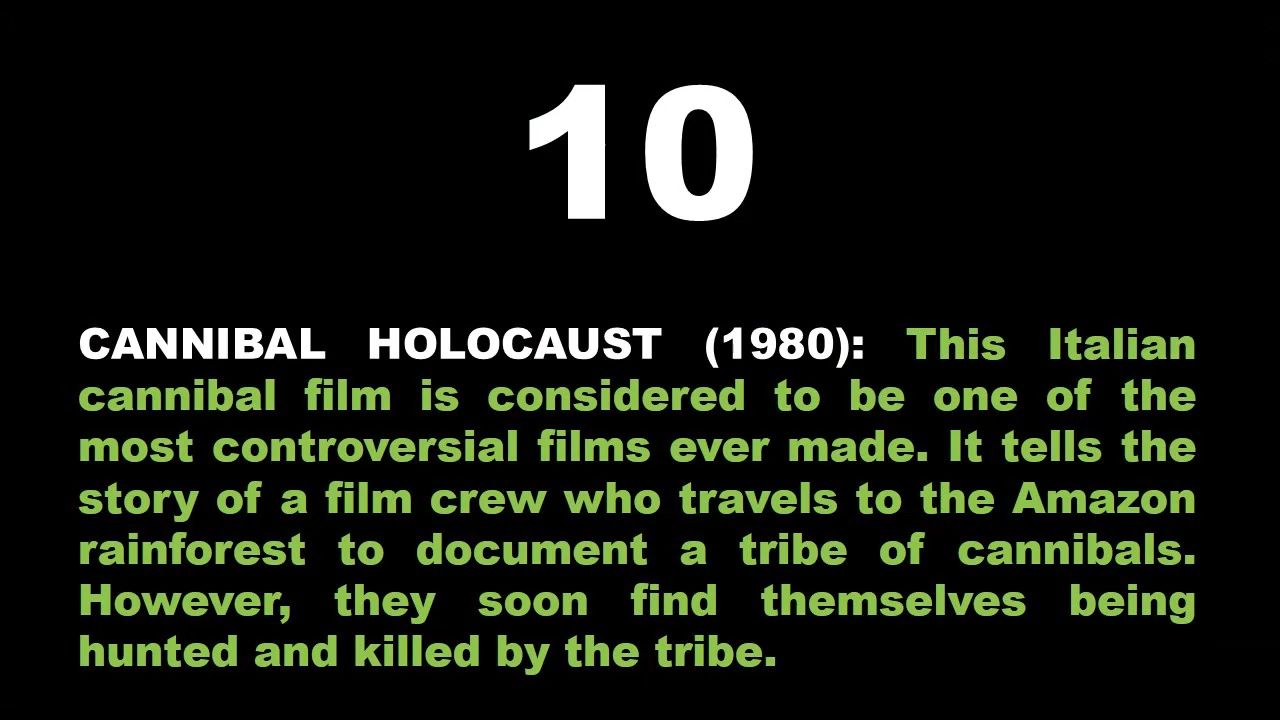 10
CANNIBAL HOLOCAUST (1980): This Italian
cannibal film is considered to be one of the
most controversial films ever made. It tells the
story of a film crew who travels to the Amazon
rainforest to document a tribe of cannibals.
However, they soon find themselves being
hunted and killed by the tribe.